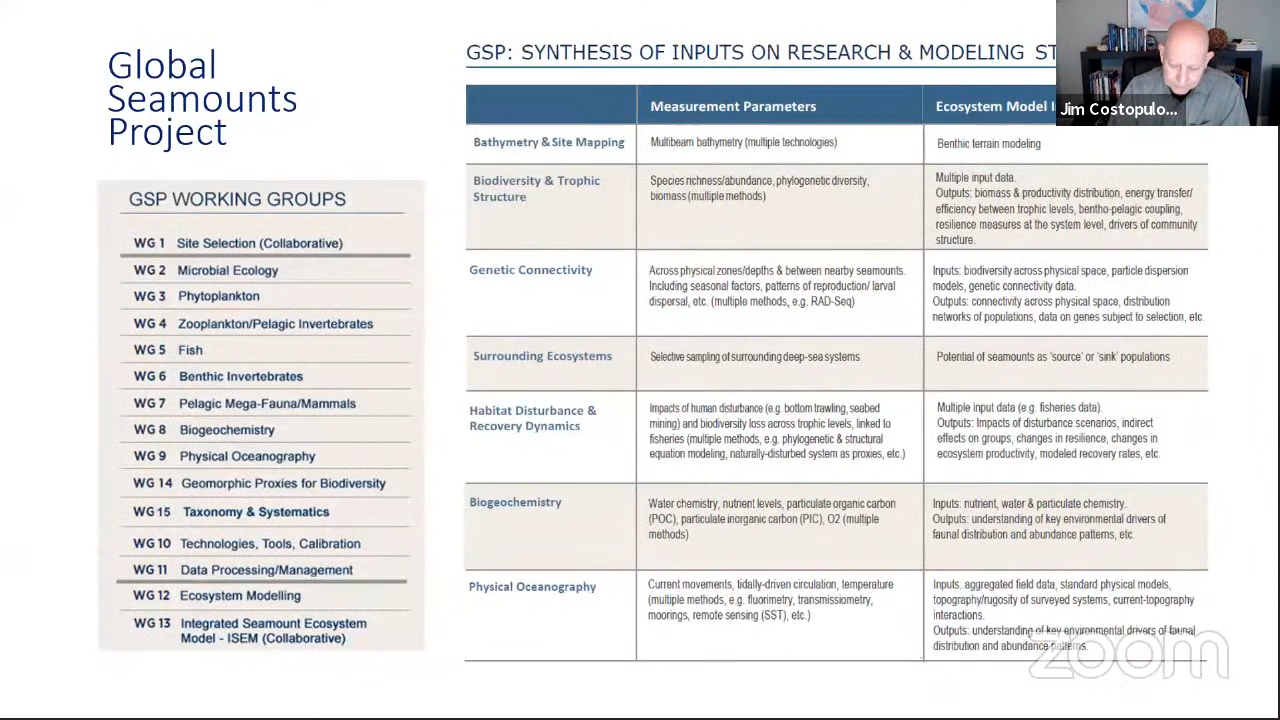 Global
Seamounts
Project
GSP WORKING GROUPS
WG 1 Site Selection (Collaborative)
WG 2 Microbial Ecology
WG 3 Phytoplankton
WG 4 Zooplankton/Pelagic Invertebrates
WG 5 Fish
WG 6 Benthic Invertebrates
WG 7 Pelagic Mega-Fauna/Mammals
WG 8 Biogeochemistry
WG 9 Physical Oceanography
WG 14 Geomorphic Proxies for Biodiversity
WG 15 Taxonomy & Systematics
WG 10 Technologies, Tools, Calibration
WG 11 Data Processing/Management
WG 12 Ecosystem Modelling
WG 13 Integrated Seamount Ecosystem
Model - ISEM (Collaborative)
GSP: SYNTHESIS OF INPUTS ON RESEARCH & MODELING
Measurement Parameters
Ecosystem Model
Bathymetry & Site Mapping
Multibeam bathymetry (multiple technologies)
Benthic terrain modeling
Biodiversity & Trophic
Structure
Species richness/abundance, phylogenetic diversity,
biomass (multiple methods)
Multiple input data.
Outputs: biomass & productivity distribution, energy transfer/
efficiency between trophic levels, bentho-pelagic coupling,
resilience measures at the system level, drivers of community
structure.
Genetic Connectivity
Across physical zones/depths & between nearby seamounts.
Including seasonal factors, patterns of reproduction/ larval
dispersal, etc. (multiple methods, e.g. RAD-Seq)
Inputs: biodiversity across physical space, particle dispersion
models, genetic connectivity data.
Outputs: connectivity across physical space, distribution
networks of populations, data on genes subject to selection, etc.
Surrounding Ecosystems
Selective sampling of surrounding deep-sea systems
Potential of seamounts as 'source' or 'sink' populations
Habitat Disturbance &
Recovery Dynamics
Impacts of human disturbance (e.g. bottom trawling, seabed
mining) and biodiversity loss across trophic levels, linked to
fisheries (multiple methods, e.g. phylogenetic & structural
equation modeling, naturally-disturbed system as proxies, etc.)
Multiple input data (e.g. fisheries data).
Outputs: Impacts of disturbance scenarios, indirect
effects on groups, changes in resilience, changes in
ecosystem productivity, modeled recovery rates, etc.
Biogeochemistry
Water chemistry, nutrient levels, particulate organic carbon
(POC), particulate inorganic carbon (PIC), O2 (multiple
methods)
Inputs: nutrient, water & particulate chemistry.
Outputs: understanding of key environmental drivers of
faunal distribution and abundance patterns, etc.
Physical Oceanography
Current movements, tidally-driven circulation, temperature
(multiple methods, e.g. fluorimetry, transmissiometry,
moorings, remote sensing (SST), etc.)
Inputs: aggregated field data, standard physical models,
topography/rugosity of surveyed systems, current-topography
interactions.
Outputs: understanding of key environmental drivers of faunal
distribution and abundance patterns.
Jim Costopulo...
zoom